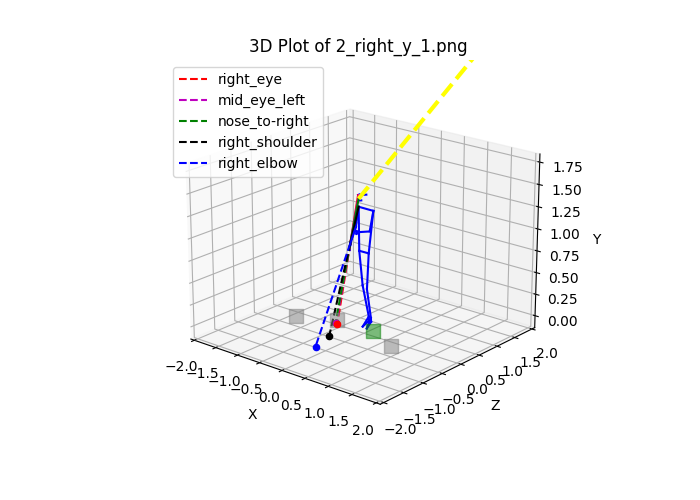 3D Plot of 2_right_y_1.png
right_eye
mid_eye_left
nose_to-right
right_shoulder
right_elbow
1.75
1.50
1.25
1.00
0.75
0.50
0.25
0.00
Y
−2.0
−1.5
−1.0
−0.5
0.0
0.5
1.0
1.5
2.0
X
−2.0
−1.5
−1.0
−0.5
0.0
0.5
1.0
1.5
2.0
Z